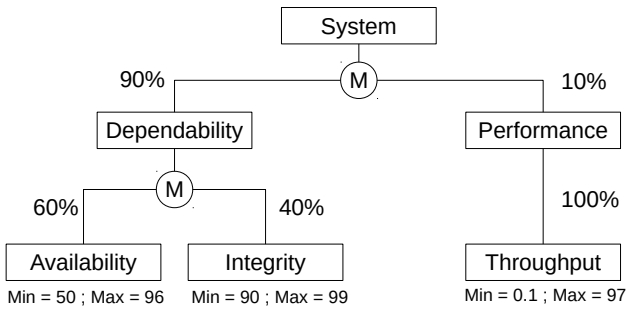 System
M
90%
10%
Dependability
Performance
M
60%
40%
100%
Availability
Integrity
Throughput
Min = 50 ; Max = 96
Min = 90 ; Max = 99
Min = 0.1 ; Max = 97